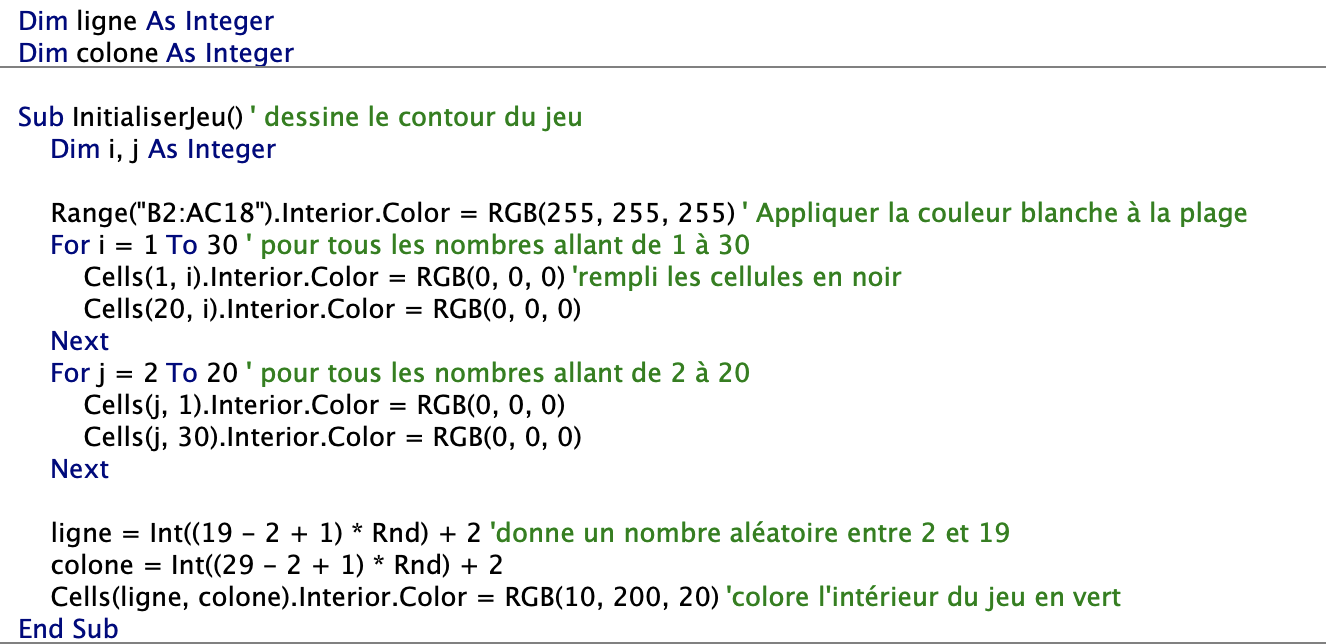 Dim ligne As Integer
Dim colone As Integer
Sub InitialiserJeu() ' dessine le contour du jeu
Dim i, j As Integer
Range("B2:AC18").Interior.Color = RGB(255, 255, 255) ' Appliquer la couleur blanche à la plage
For i = 1 To 30 ' pour tous les nombres allant de 1 à 30
Cells(1, i).Interior.Color = RGB(0, 0, 0) 'rempli les cellules en noir
Cells(20, i).Interior.Color = RGB(0, 0, 0)
Next
For j = 2 To 20 ' pour tous les nombres allant de 2 à 20
Cells(j, 1).Interior.Color = RGB(0, 0, 0)
Cells(j, 30).Interior.Color = RGB(0, 0, 0)
Next
ligne = Int((19 - 2 + 1) * Rnd) + 2 'donne un nombre aléatoire entre 2 et 19
colone = Int((29 - 2 + 1) * Rnd) + 2
Cells(ligne, colone).Interior.Color = RGB(10, 200, 20) 'colore l'intérieur du jeu en vert
End Sub